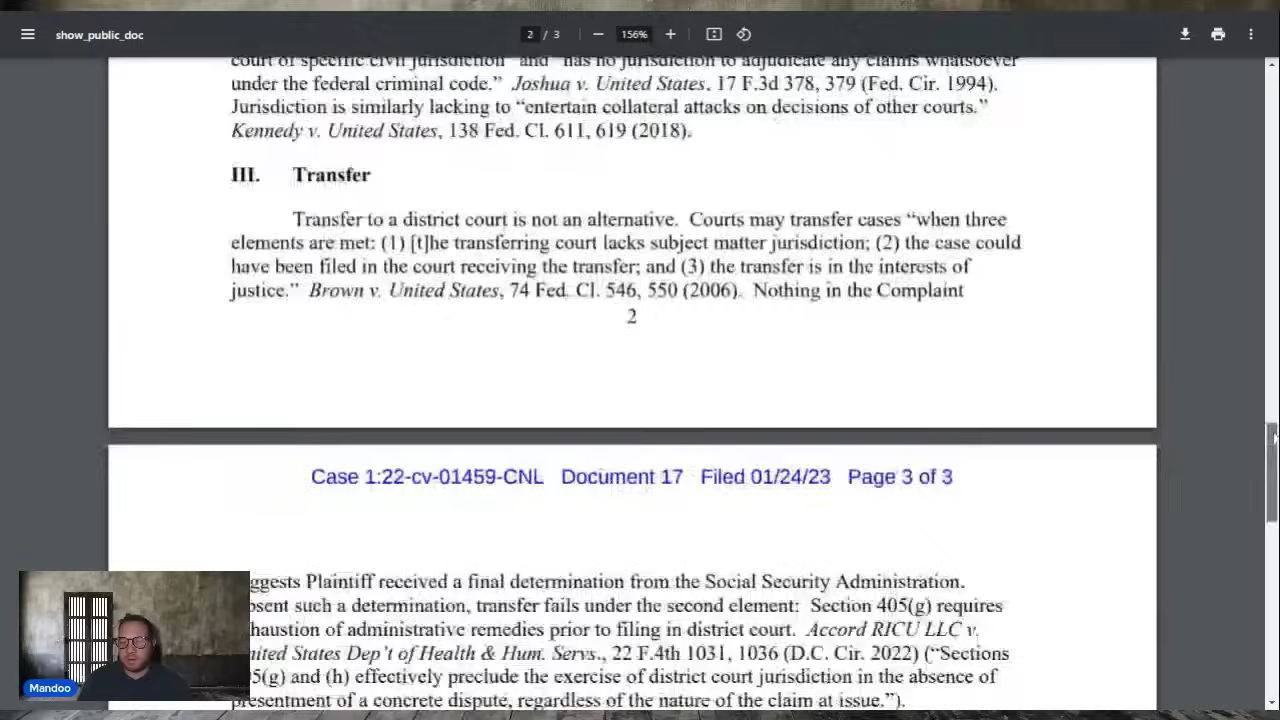 show_public_doc
2 / 3
156%
court of specific civil jurisdiction" and "has no jurisdiction to adjudicate any claims whatsoever
under the federal criminal code." Joshua v. United States, 17 F.3d 378, 379 (Fed. Cir. 1994).
Jurisdiction is similarly lacking to “entertain collateral attacks on decisions of other courts.”
Kennedy v. United States, 138 Fed. Cl. 611, 619 (2018).
III. Transfer
Transfer to a district court is not an alternative. Courts may transfer cases “when three
elements are met: (1) [t]he transferring court lacks subject matter jurisdiction; (2) the case could
have been filed in the court receiving the transfer; and (3) the transfer is in the interests of
justice.” Brown v. United States, 74 Fed. Cl. 546, 550 (2006). Nothing in the Complaint
2
Case 1:22-cv-01459-CNL Document 17 Filed 01/24/23 Page 3 of 3
ggests Plaintiff received a final determination from the Social Security Administration.
sent such a determination, transfer fails under the second element: Section 405(g) requires
haustion of administrative remedies prior to filing in district court. Accord RICU LLC v.
ited States Dep’t of Health & Hum. Servs., 22 F.4th 1031, 1036 (D.C. Cir. 2022) (“Sections
5(g) and (h) effectively preclude the exercise of district court jurisdiction in the absence of
presentment of a concrete dispute, regardless of the nature of the claim at issue.”).
Mandoo